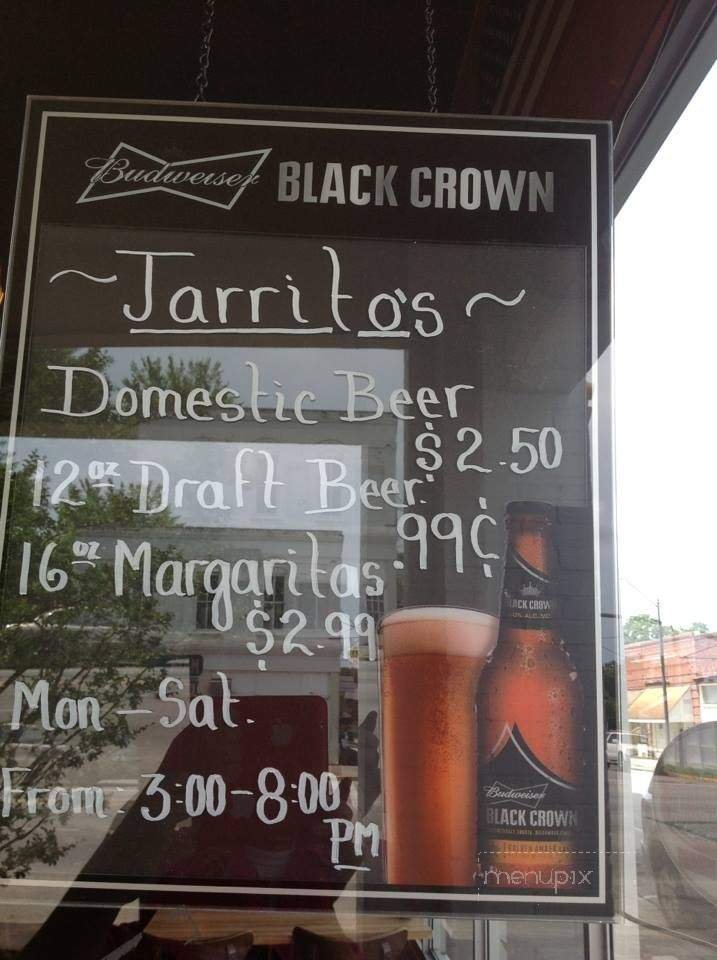 Budweiser BLACK CROWN
~Jarrito's~
Domestic Beer
$2.50
12oz Draft Beer.
.99¢
16oz Margaritas
$2.99
Mon-Sat.
From: 3:00-8:00
PM
BLACK CROWN
Budweiser
BLACK CROWN
menupix